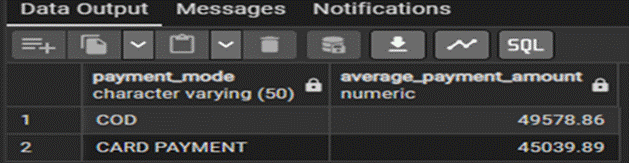 Data Output Messages Notifications
SQL
payment_mode average_payment_amount
character varying (50) numeric
1 COD 49578.86
2 CARD PAYMENT 45039.89